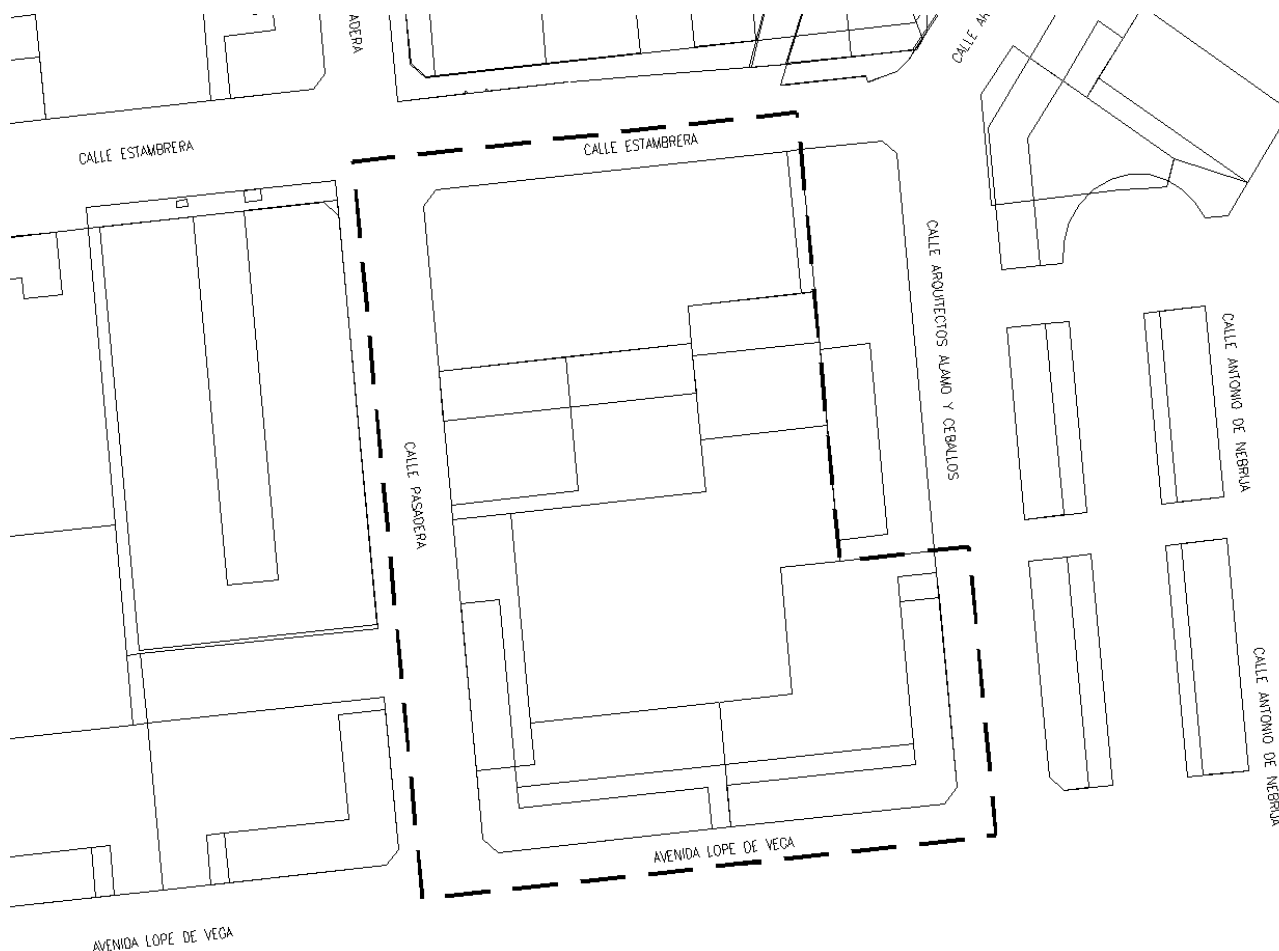 ADERA
CALLE AR
CALLE ESTAMBRERA
CALLE ESTAMBRERA
CALLE ARQUITECTOS ALAMO Y CEBALLOS
CALLE ANTONIO DE NEBRIJA
CALLE PASADERA
CALLE ANTONIO DE NEBRIJA
AVENIDA LOPE DE VEGA
AVENIDA LOPE DE VEGA